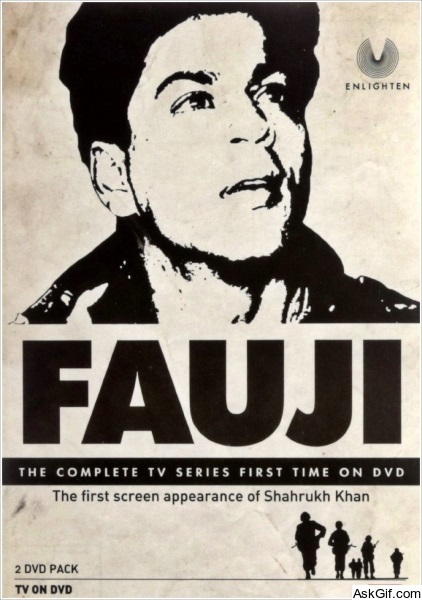 ENLIGHTEN
FAUJI
THE COMPLETE TV SERIES FIRST TIME ON DVD
The first screen appearance of Shahrukh Khan
2 DVD PACK
TV ON DVD
AskGif.com